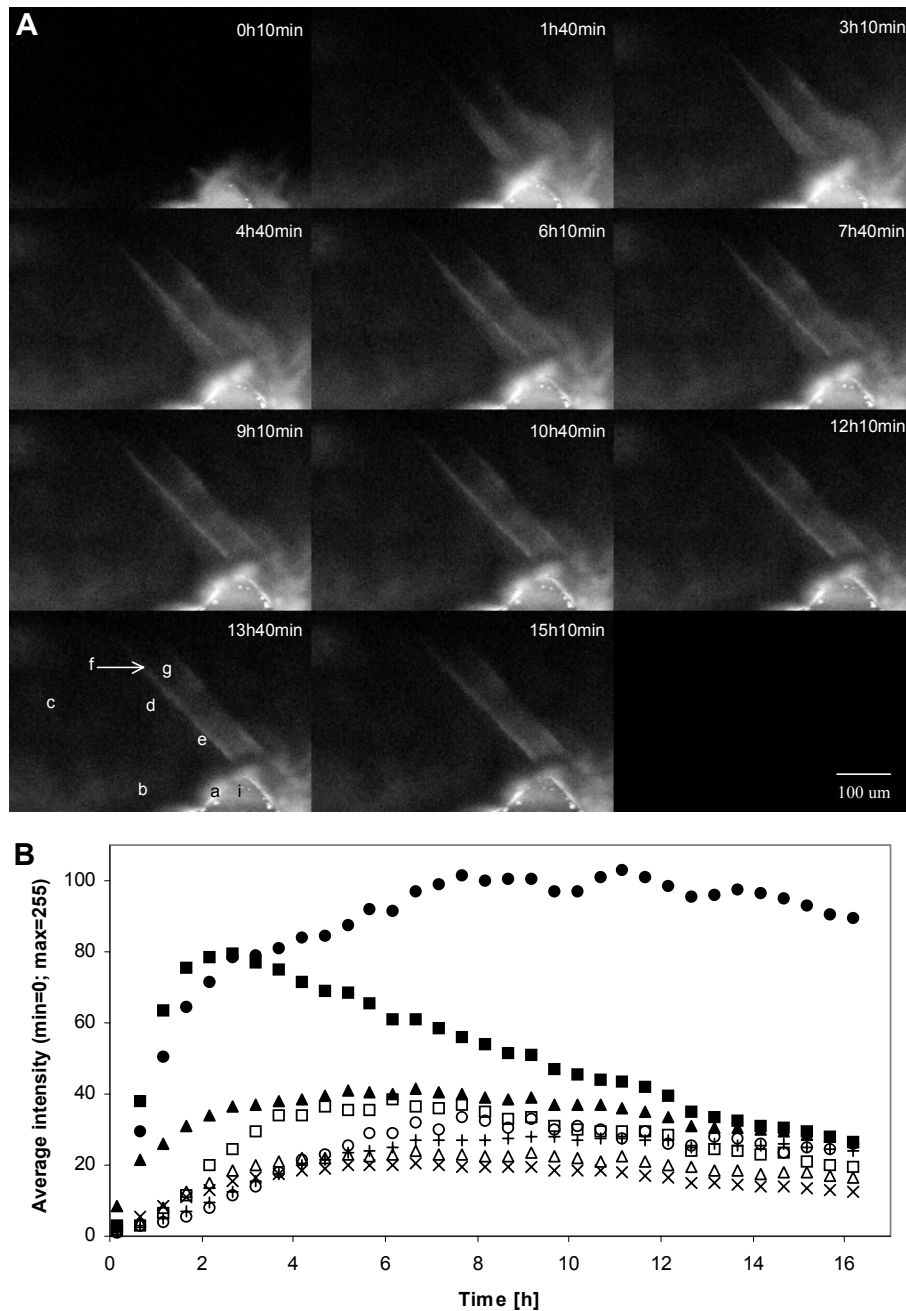 A
0h10min
1h40min
3h10min
4h40min
6h10min
7h40min
9h10min
10h40min
12h10min
13h40min
15h10min
f
g
c
d
e
b
a
i
100 um
B
Average intensity (min=0; max=255)
100
80
60
40
20
0
0 2 4 6 8 10 12 14 16
Time [h]